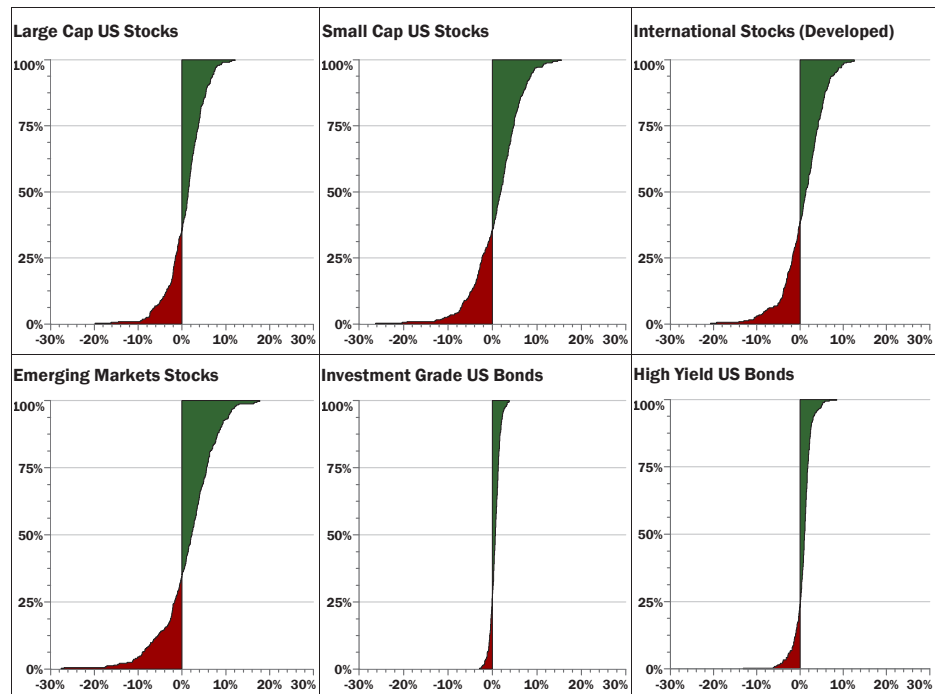 Large Cap US Stocks
100%
75%
50%
25%
0%
-30% -20% -10% 0% 10% 20% 30%
Small Cap US Stocks
100%
75%
50%
25%
0%
-30% -20% -10% 0% 10% 20% 30%
International Stocks (Developed)
100%
75%
50%
25%
0%
-30% -20% -10% 0% 10% 20% 30%
Emerging Markets Stocks
100%
75%
50%
25%
0%
-30% -20% -10% 0% 10% 20% 30%
Investment Grade US Bonds
100%
75%
50%
25%
0%
-30% -20% -10% 0% 10% 20% 30%
High Yield US Bonds
100%
75%
50%
25%
0%
-30% -20% -10% 0% 10% 20% 30%